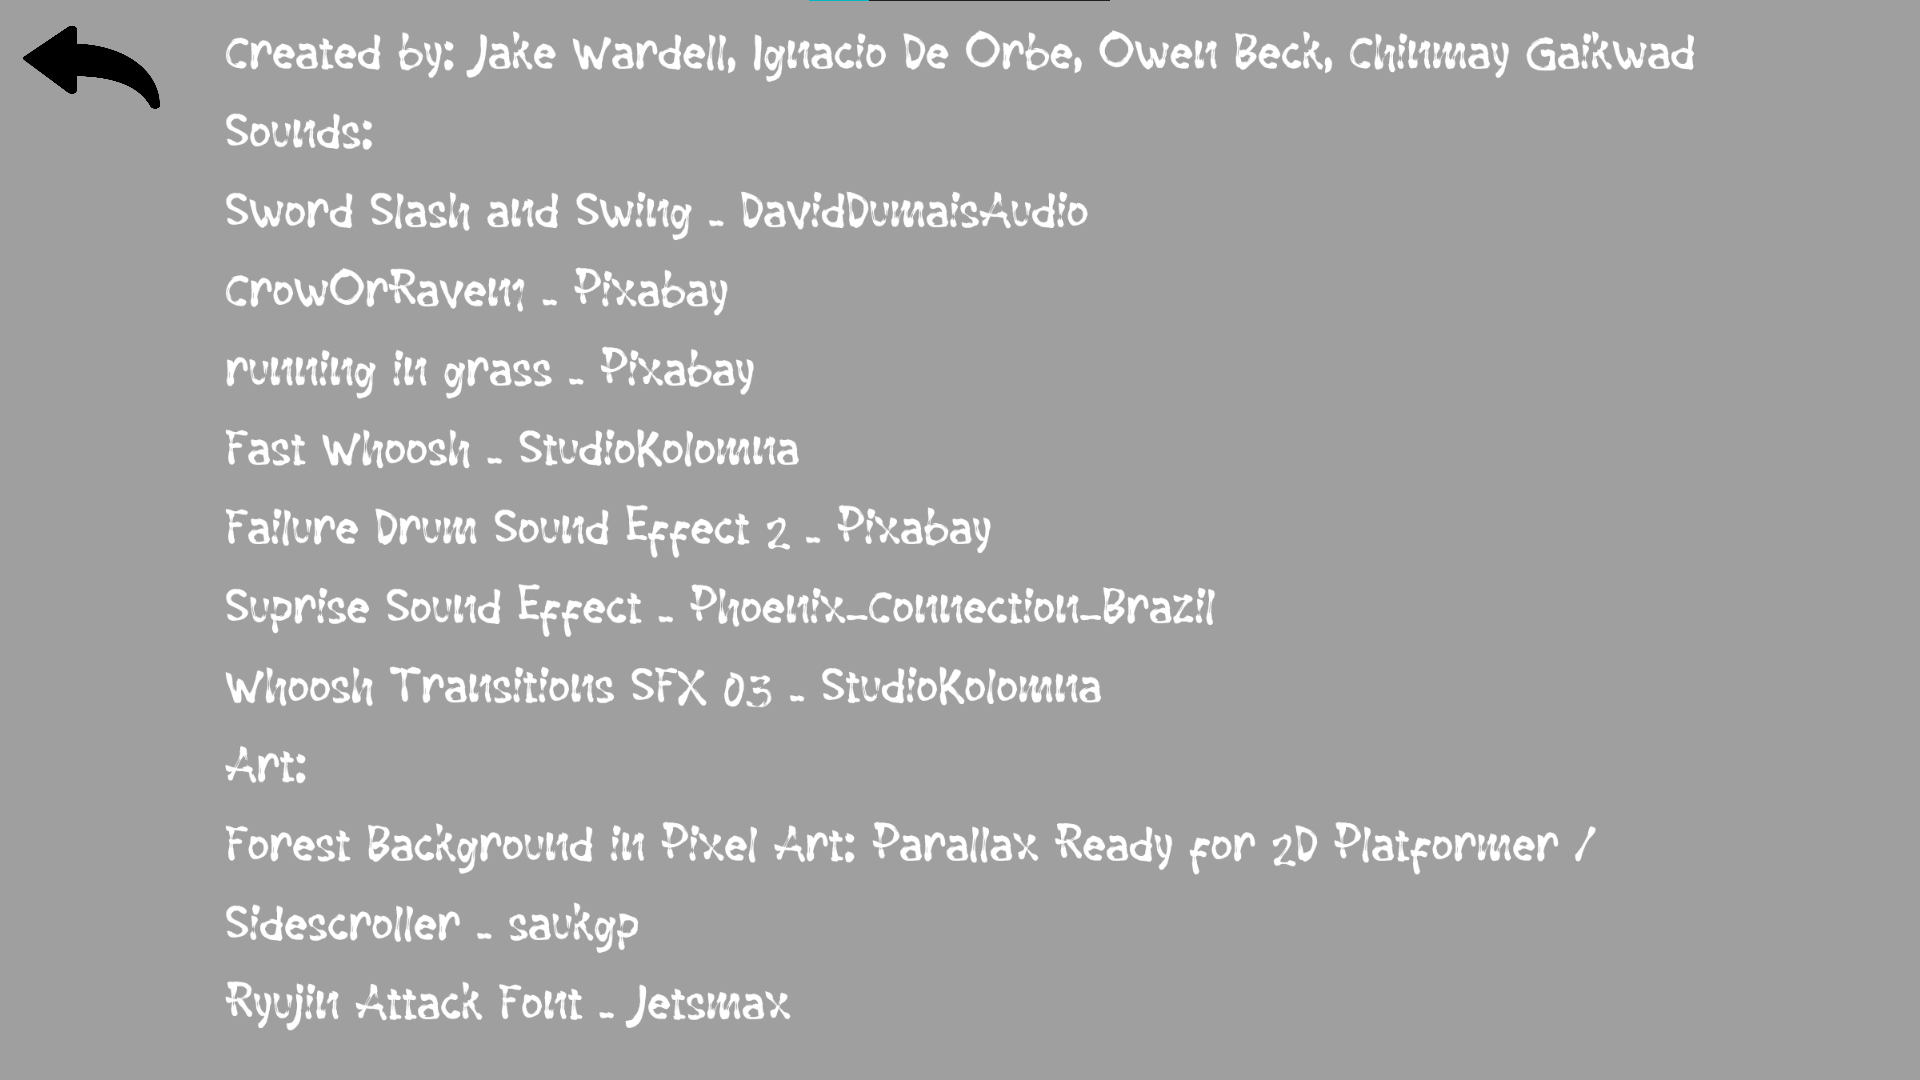 Created by: Jake Wardell, Ignacio De Orbe, Owen Beck, Chinmay Gaikwad
Sounds:
Sword Slash and Swing - DavidDumaisAudio
CrowOrRaven1 - Pixabay
running in grass - Pixabay
Fast Whoosh - StudioKolomna
Failure Drum Sound Effect 2 - Pixabay
Suprise Sound Effect - Phoenix_Connection_Brazil
Whoosh Transitions SFX 03 - StudioKolomna
Art:
Forest Background in Pixel Art: Parallax Ready for 2D Platformer /
Sidescroller - saukgp
Ryujin Attack Font - Jetsmax